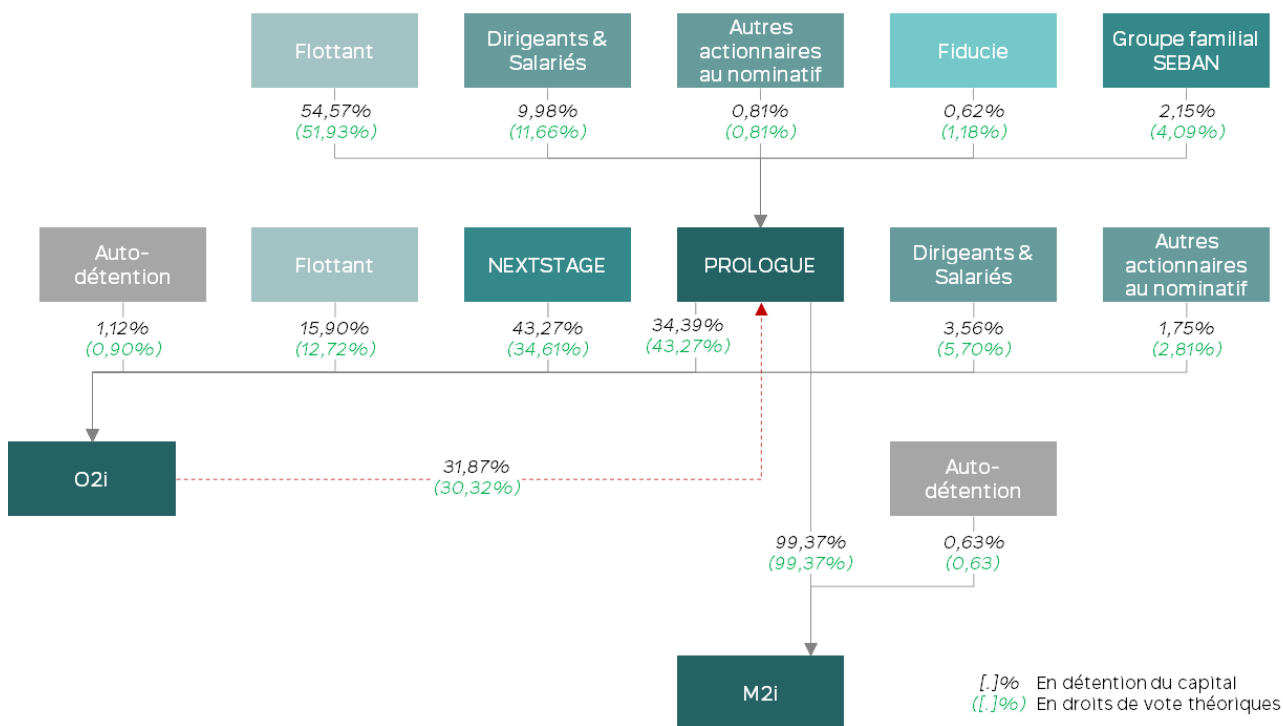 Flottant
Dirigeants &
Salariés
Autres
actionnaires
au nominatif
Fiducie
Groupe familial
SEBAN
54,57%
(51,93%)
9,98%
(11,66%)
0,81%
(0,81%)
0,62%
(1,18%)
2,15%
(4,09%)
Auto-
détention
Flottant
NEXTSTAGE
PROLOGUE
Dirigeants &
Salariés
Autres
actionnaires
au nominatif
1,12%
(0,90%)
15,90%
(12,72%)
43,27%
(34,61%)
34,39%
(43,27%)
3,56%
(5,70%)
1,75%
(2,81%)
O2i
31,87%
(30,32%)
Auto-
détention
99,37%
(99,37%)
0,63%
(0,63)
M2i
[.]% En détention du capital
([.]%) En droits de vote théoriques